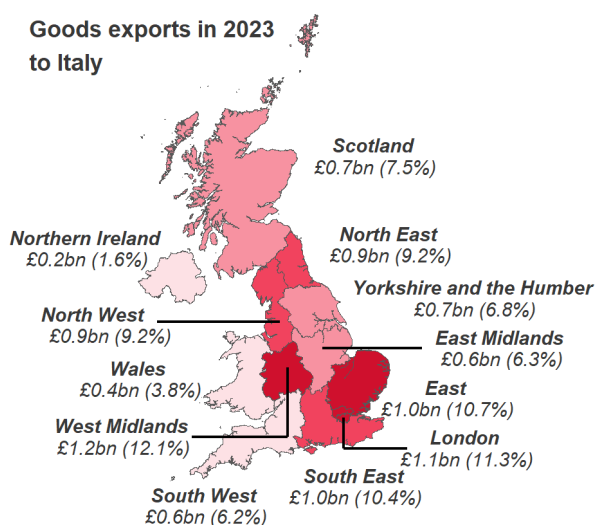 Goods exports in 2023
to Italy
Scotland
£0.7bn (7.5%)
Northern Ireland
£0.2bn (1.6%)
North East
£0.9bn (9.2%)
Yorkshire and the Humber
£0.7bn (6.8%)
North West
£0.9bn (9.2%)
East Midlands
£0.6bn (6.3%)
Wales
£0.4bn (3.8%)
East
£1.0bn (10.7%)
West Midlands
£1.2bn (12.1%)
London
£1.1bn (11.3%)
South East
£1.0bn (10.4%)
South West
£0.6bn (6.2%)